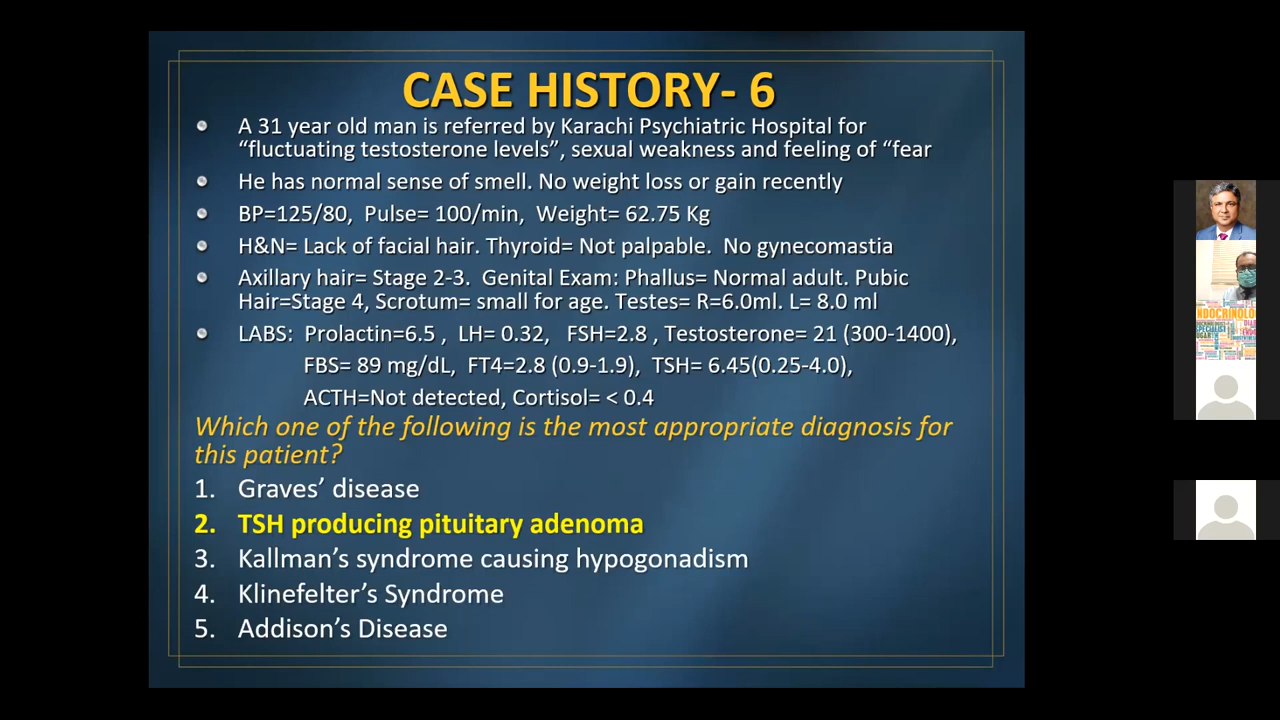 CASE HISTORY- 6
A 31 year old man is referred by Karachi Psychiatric Hospital for
“fluctuating testosterone levels”, sexual weakness and feeling of “fear
He has normal sense of smell. No weight loss or gain recently
BP=125/80, Pulse= 100/min, Weight= 62.75 Kg
H&N= Lack of facial hair. Thyroid= Not palpable. No gynecomastia
Axillary hair= Stage 2-3. Genital Exam: Phallus= Normal adult. Pubic
Hair=Stage 4, Scrotum= small for age. Testes= R=6.0ml. L= 8.0 ml
LABS: Prolactin=6.5 , LH= 0.32, FSH=2.8 , Testosterone= 21 (300-1400),
FBS= 89 mg/dL, FT4=2.8 (0.9-1.9), TSH= 6.45(0.25-4.0),
ACTH=Not detected, Cortisol= < 0.4
Which one of the following is the most appropriate diagnosis for
this patient?
1. Graves’ disease
2. TSH producing pituitary adenoma
3. Kallman’s syndrome causing hypogonadism
4. Klinefelter’s Syndrome
5. Addison’s Disease